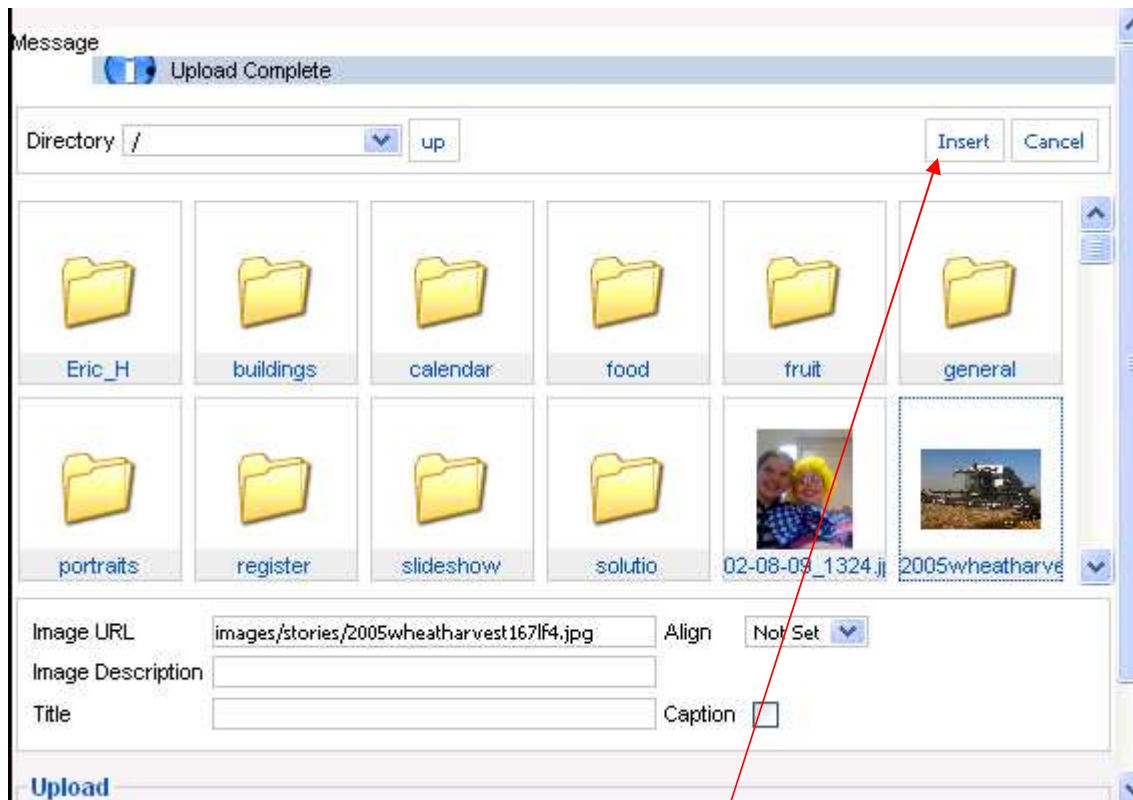 Message
Upload Complete
Directory / up Insert Cancel
Eric_H buildings calendar food fruit general
portraits register slideshow solutio 02-08-09_1324.j 2005wheatharve
Image URL images/stories/2005wheatharvest167lf4.jpg Align Not Set
Image Description
Title Caption
Upload